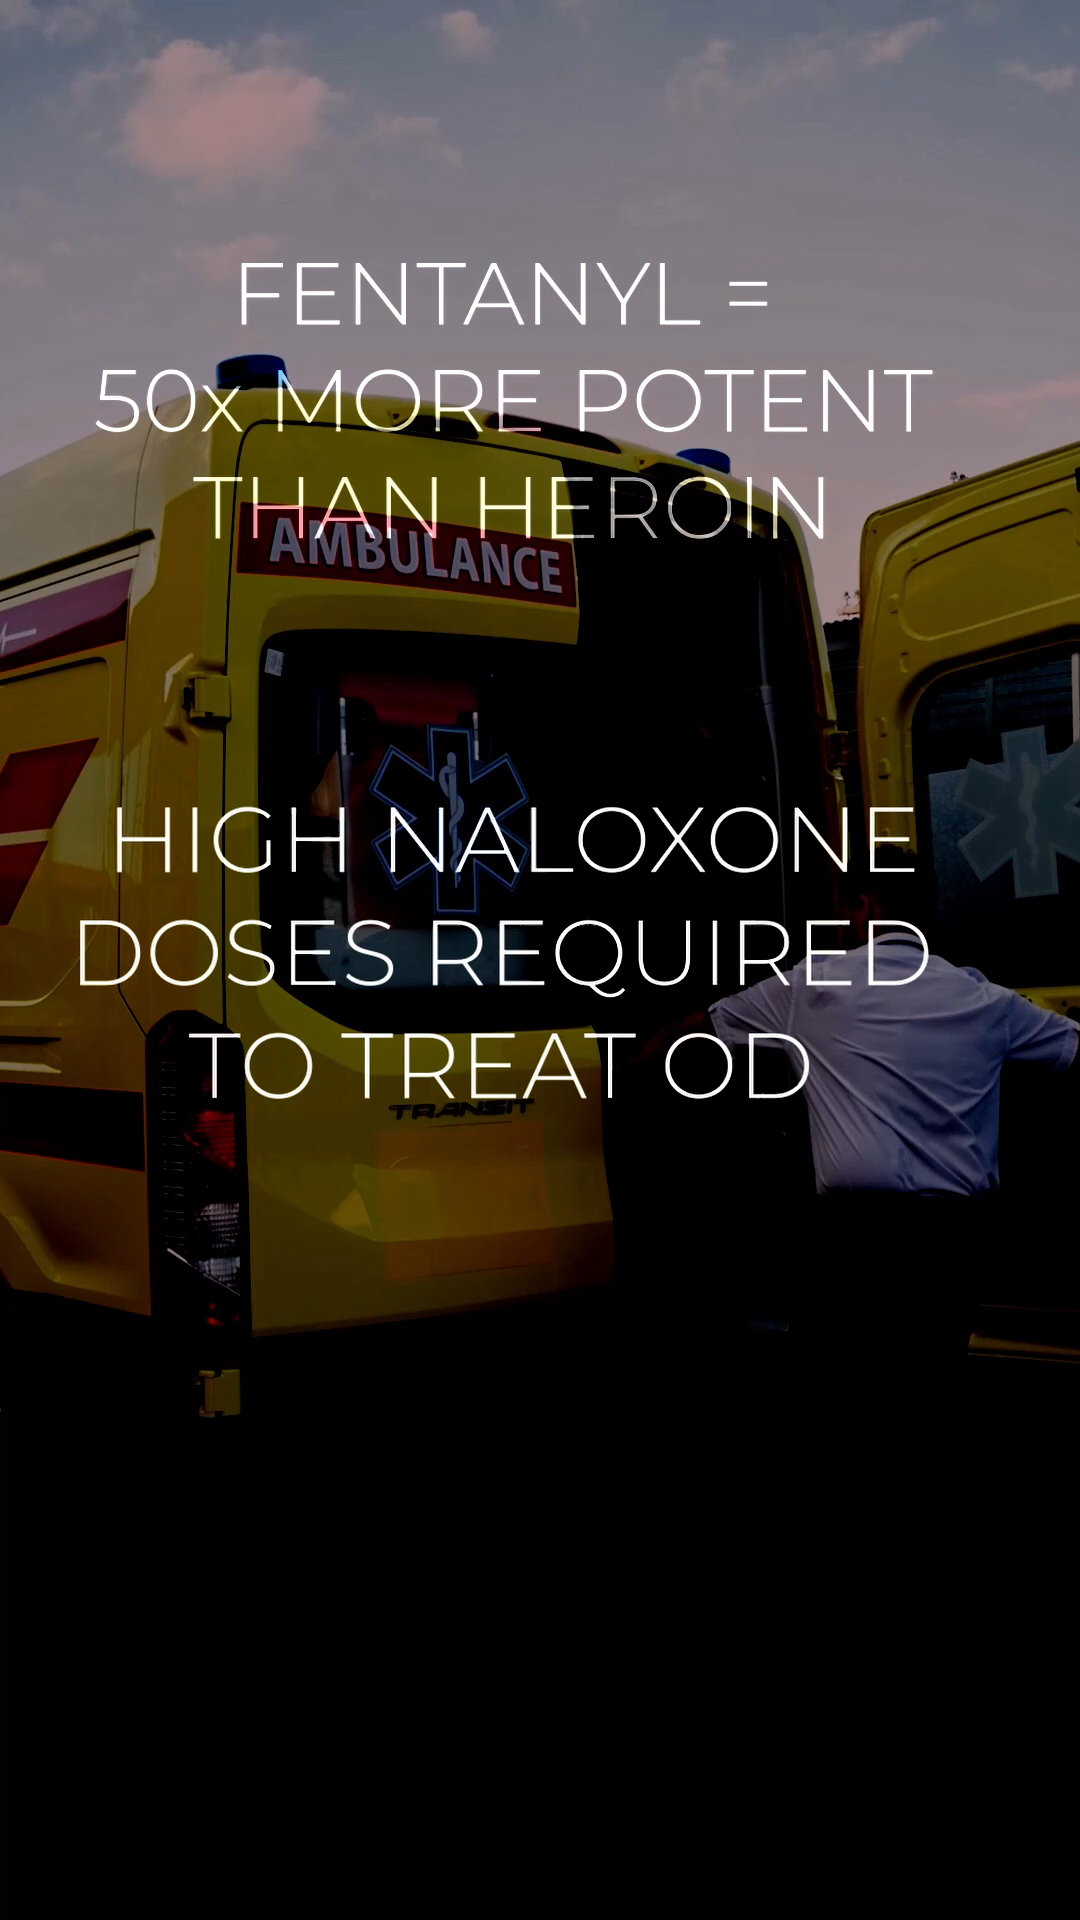 FENTANYL =
50x MORE POTENT
THAN HEROIN
AMBULANCE
HIGH NALOXONE
DOSES REQUIRED
TO TREAT OD
TRANSIT